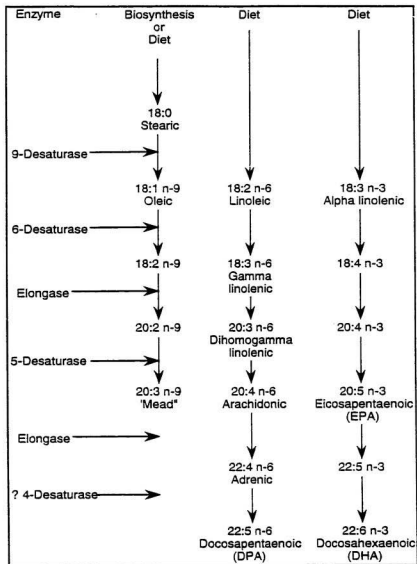 Enzyme Biosynthesis Diet Diet
or
Diet
18:0
Stearic
9-Desaturase
18:1 n-9 18:2 n-6 18:3 n-3
Oleic Linoleic Alpha linolenic
6-Desaturase
18:2 n-9 18:3 n-6 18:4 n-3
Gamma
linolenic
Elongase
20:2 n-9 20:3 n-6 20:4 n-3
Dihomogamma
linolenic
5-Desaturase
20:3 n-9 20:4 n-6 20:5 n-3
'Mead" Arachidonic Eicosapentaenoic
(EPA)
Elongase
22:4 n-6 22:5 n-3
Adrenic
? 4-Desaturase
22:5 n-6 22:6 n-3
Docosapentaenoic Docosahexaenoic
(DPA) (DHA)